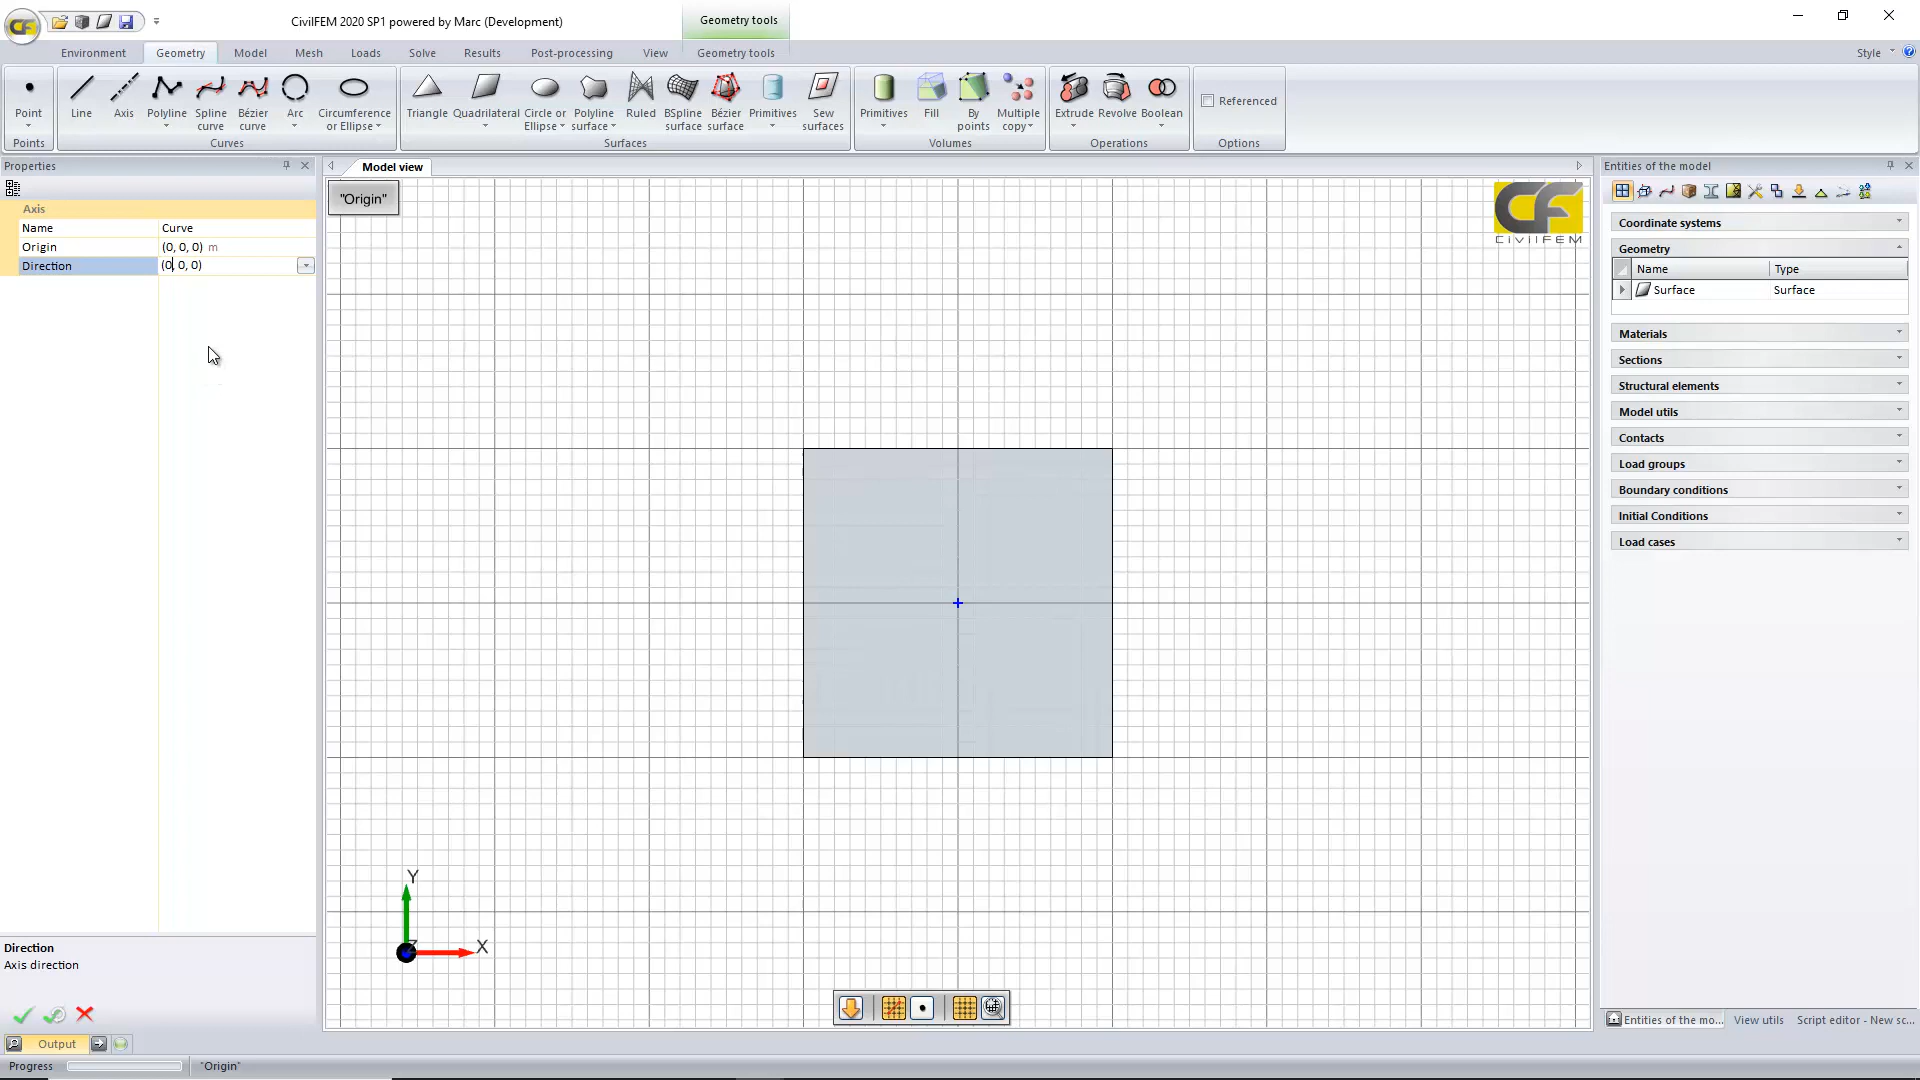 CivilFEM 2020 SP1 powered by Marc (Development)
Geometry tools
Environment
Geometry
Model
Mesh
Loads
Solve
Results
Post-processing
View
Geometry tools
Style
Point
Line
Axis
Polyline
Spline curve
Bézier curve
Arc
Circumference or Ellipse
Triangle
Quadrilateral
Circle or Ellipse
Polyline surface
Ruled
BSpline surface
Bézier surface
Primitives
Sew surfaces
Primitives
Fill
By points
Multiple copy
Extrude
Revolve
Boolean
Referenced
Points
Curves
Surfaces
Volumes
Operations
Options
Properties
Axis
Name Curve
Origin (0, 0, 0) m
Direction (0, 0, 0)
Direction
Axis direction
Output
Progress
"Origin"
Model view
"Origin"
CF
CIVILFEM
Y
Z
X
Entities of the model
Coordinate systems
Geometry
Name Type
Surface Surface
Materials
Sections
Structural elements
Model utils
Contacts
Load groups
Boundary conditions
Initial Conditions
Load cases
Entities of the mo...
View utils
Script editor - New sc...